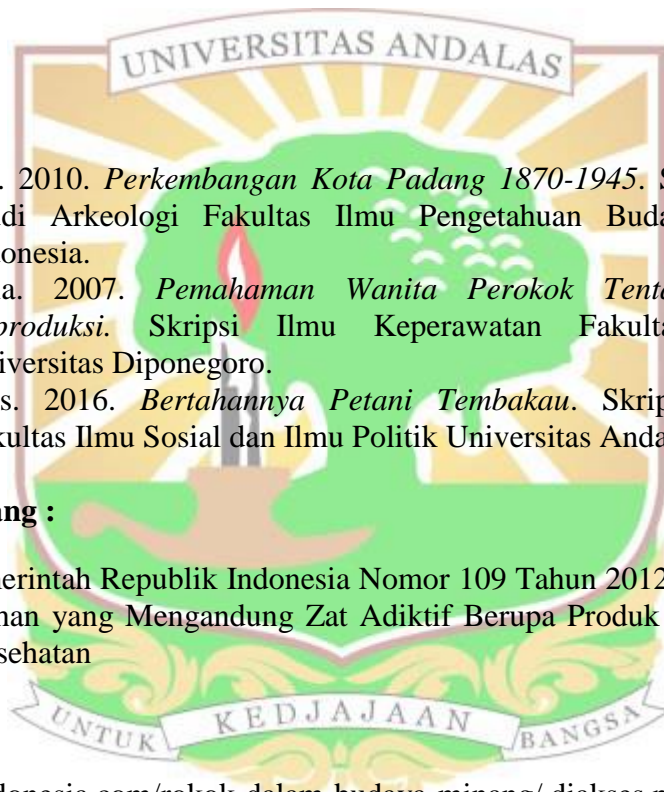 UNIVERSITAS ANDALAS
. 2010. Perkembangan Kota Padang 1870-1945. S
di Arkeologi Fakultas Ilmu Pengetahuan Buda
donesia.
a. 2007. Pemahaman Wanita Perokok Tenta
produksi. Skripsi Ilmu Keperawatan Fakulta
iversitas Diponegoro.
s. 2016. Bertahannya Petani Tembakau. Skrip
kultas Ilmu Sosial dan Ilmu Politik Universitas Anda
ang :
merintah Republik Indonesia Nomor 109 Tahun 2012
han yang Mengandung Zat Adiktif Berupa Produk
sehatan
UNTUK KEDJAJAAN BANGSA
donesia.com/rokok-dalam-budaya-minang/ diakses